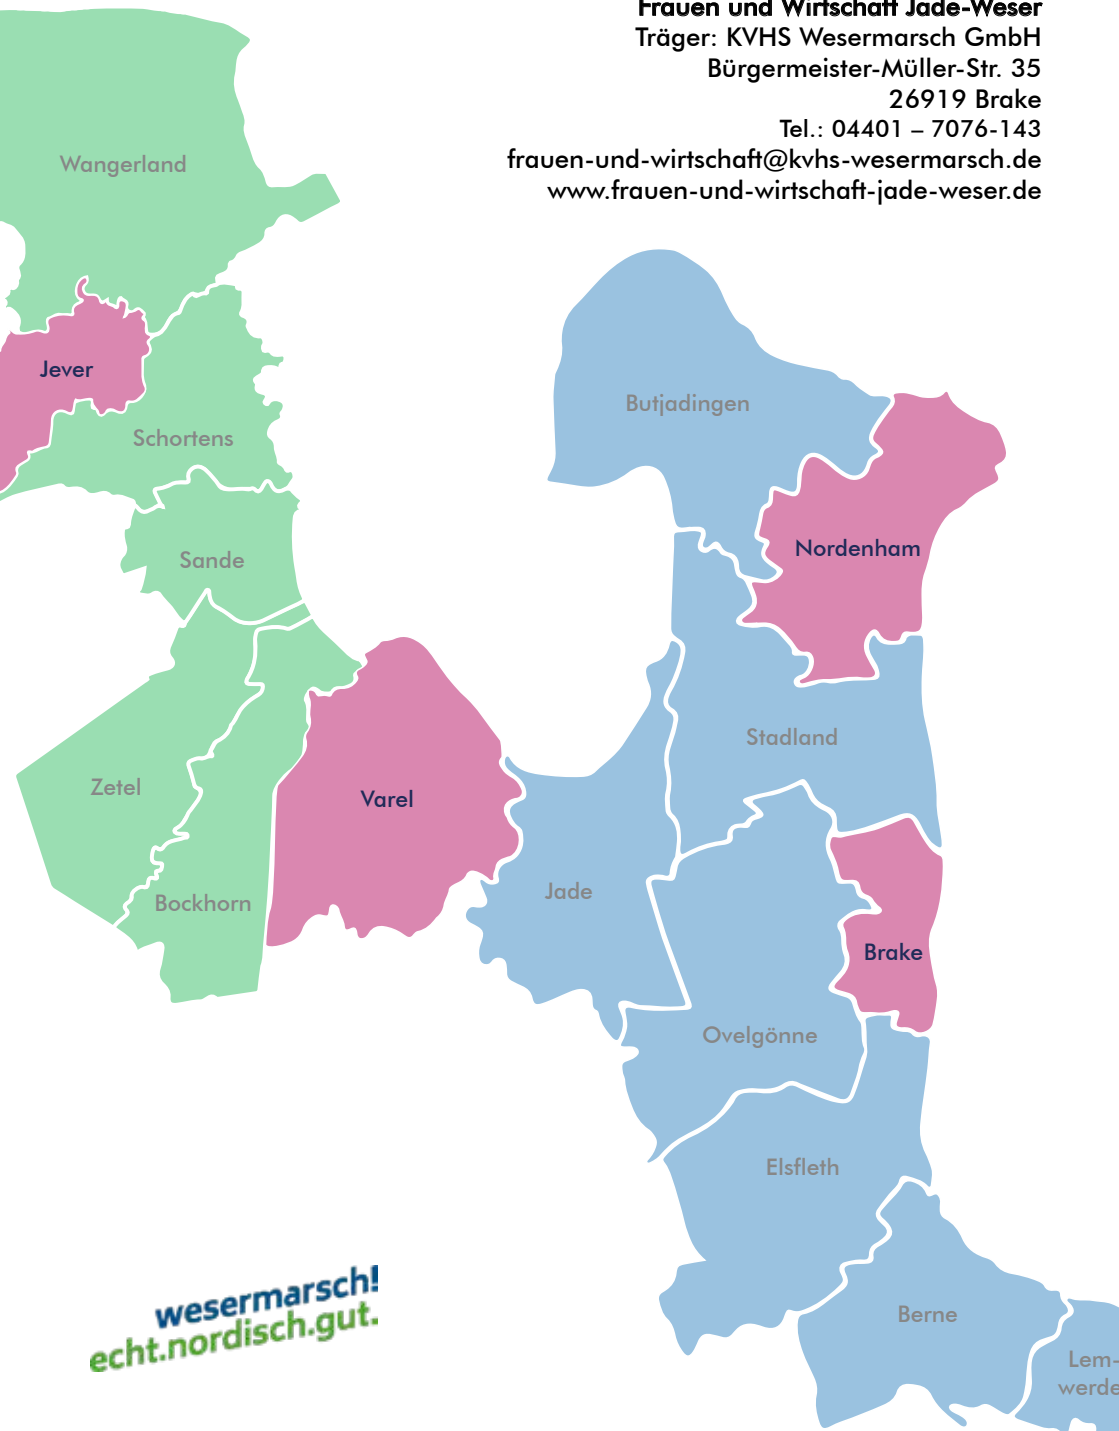 Frauen und Wirtschaft Jade-Weser
Träger: KVHS Wesermarsch GmbH
Bürgermeister-Müller-Str. 35
26919 Brake
Tel.: 04401 – 7076-143
frauen-und-wirtschaft@kvhs-wesermarsch.de
www.frauen-und-wirtschaft-jade-weser.de
Wangerland
Jever
Schortens
Sande
Zetel
Bockhorn
Varel
Butjadingen
Nordenham
Stadland
Jade
Brake
Ovelgönne
Elsfleth
Berne
Lem-
werde
wesermarsch!
echt.nordisch.gut.